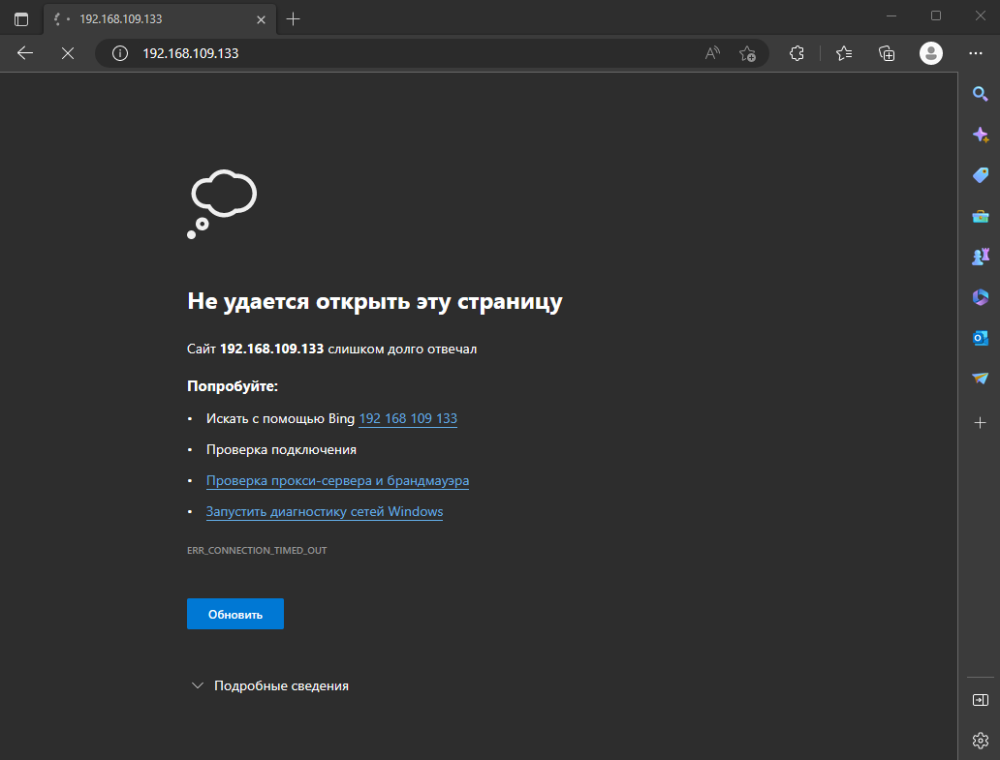 192.168.109.133
192.168.109.133
Не удается открыть эту страницу
Сайт 192.168.109.133 слишком долго отвечал
Попробуйте:
• Искать с помощью Bing 192 168 109 133
• Проверка подключения
• Проверка прокси-сервера и брандмауэра
• Запустить диагностику сетей Windows
ERR_CONNECTION_TIMED_OUT
Обновить
Подробные сведения